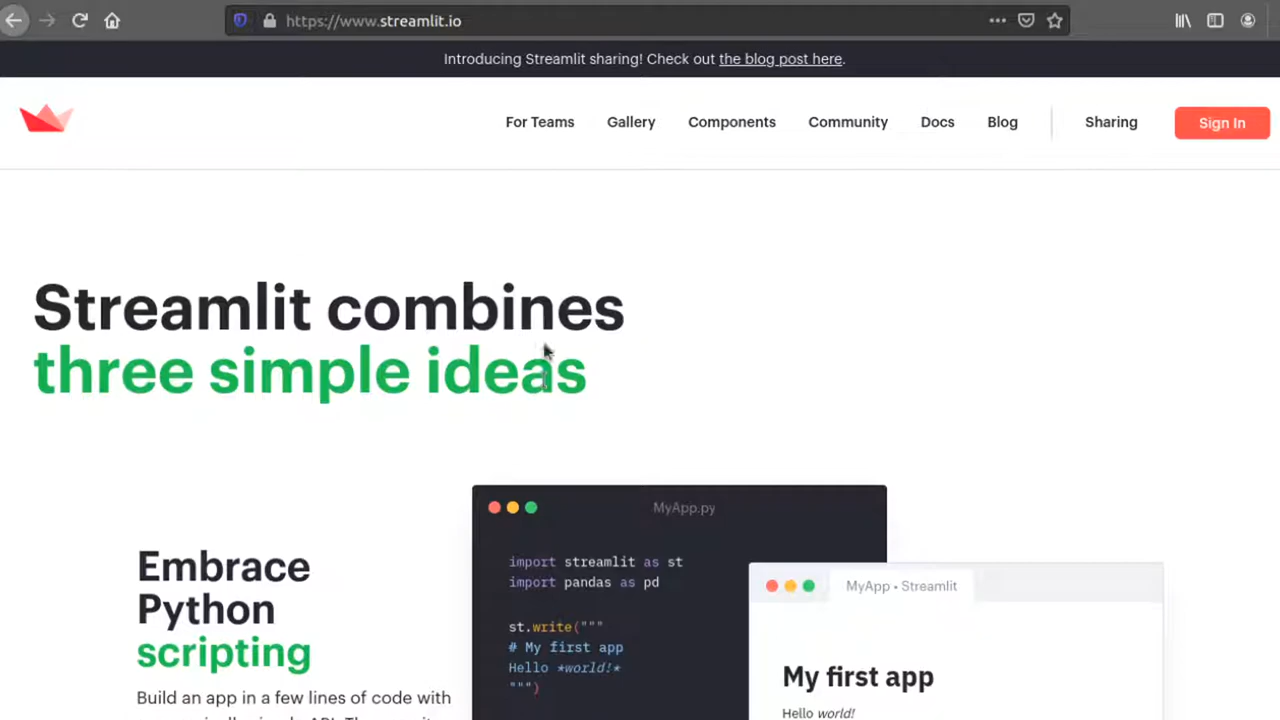 https://www.streamlit.io
Introducing Streamlit sharing! Check out the blog post here.
For Teams Gallery Components Community Docs Blog Sharing Sign In
Streamlit combines
three simple ideas
Embrace
Python
scripting
Build an app in a few lines of code with
MyApp.py
import streamlit as st
import pandas as pd
st.write("""
# My first app
Hello *world!*
""")
MyApp • Streamlit
My first app
Hello world!